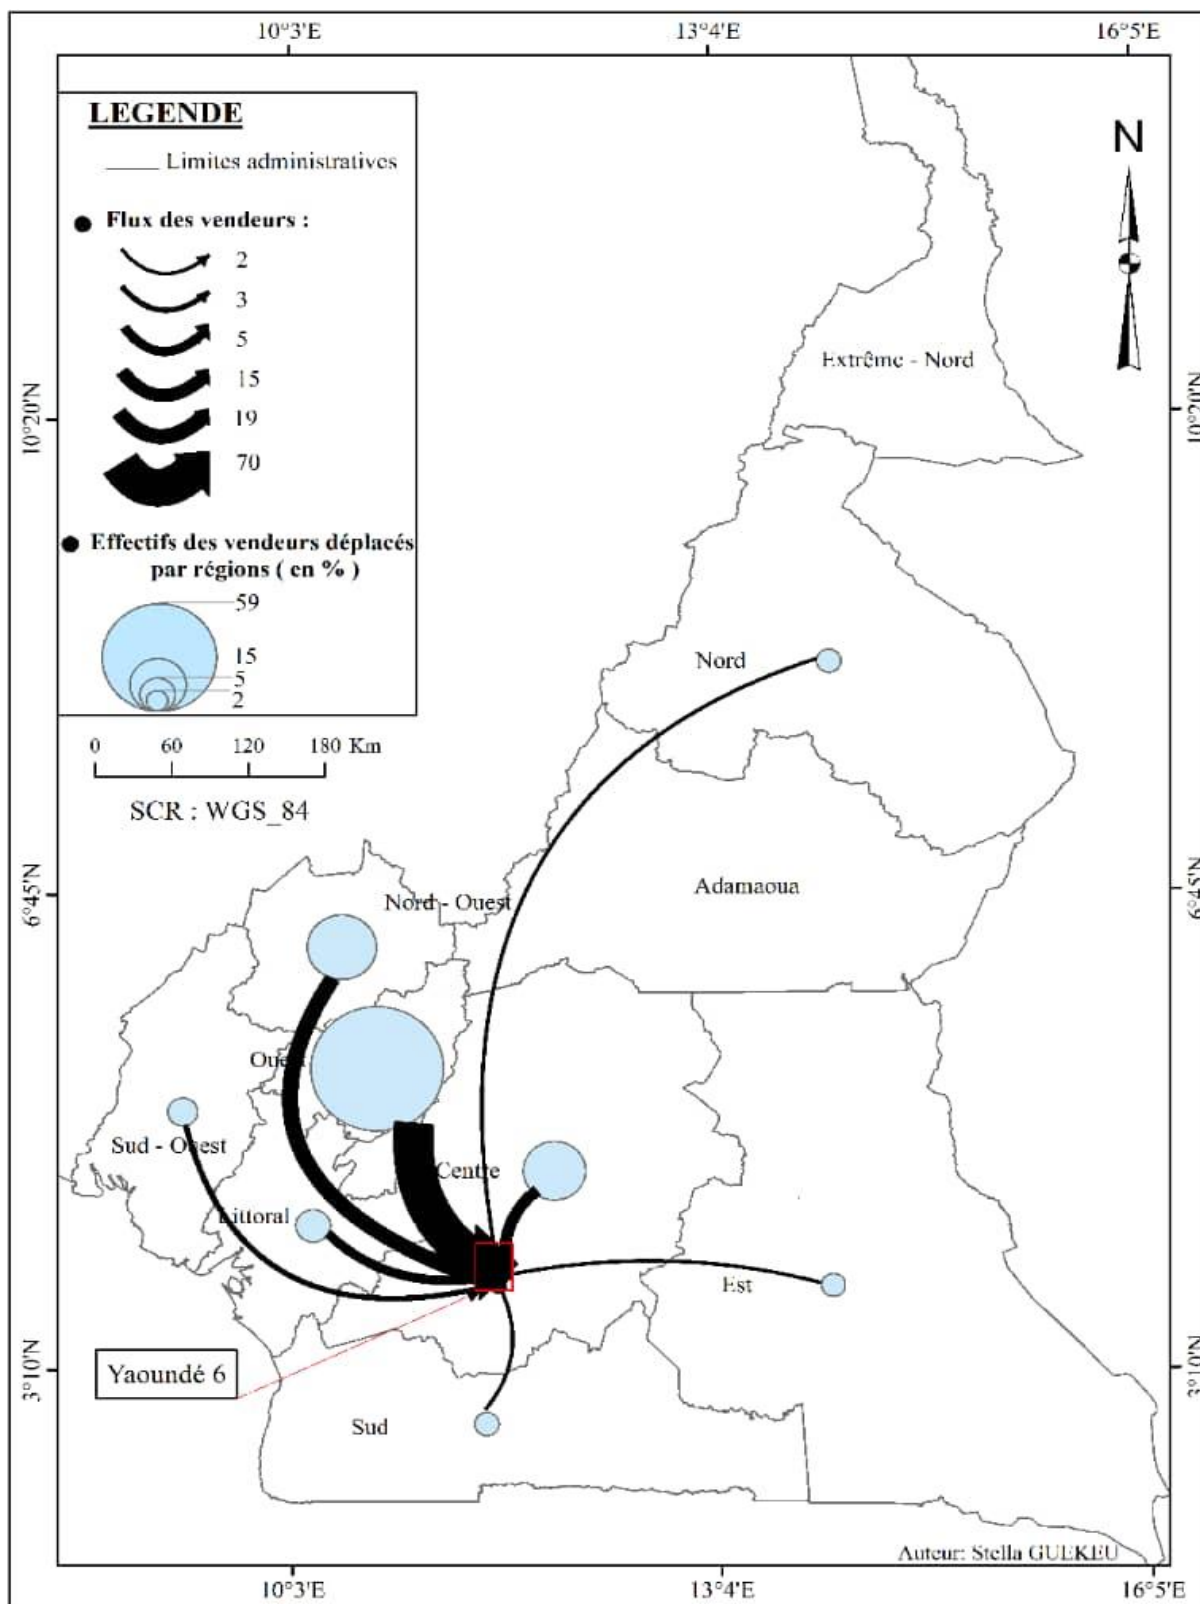 10°3'E 13°4'E 16°5'E
LEGENDE
Limites administratives
Flux des vendeurs :
2
3
5
15
19
70
Effectifs des vendeurs déplacés
par régions ( en % )
59
15
5
2
0 60 120 180 Km
SCR : WGS_84
N
10°20'N 10°20'N
6°45'N 6°45'N
3°10'N 3°10'N
Extrême - Nord
Nord
Adamaoua
Nord - Ouest
Ouest
Sud - Ouest
Centre
Littoral
Est
Yaoundé 6
Sud
Auteur: Stella GUEKEU
10°3'E 13°4'E 16°5'E